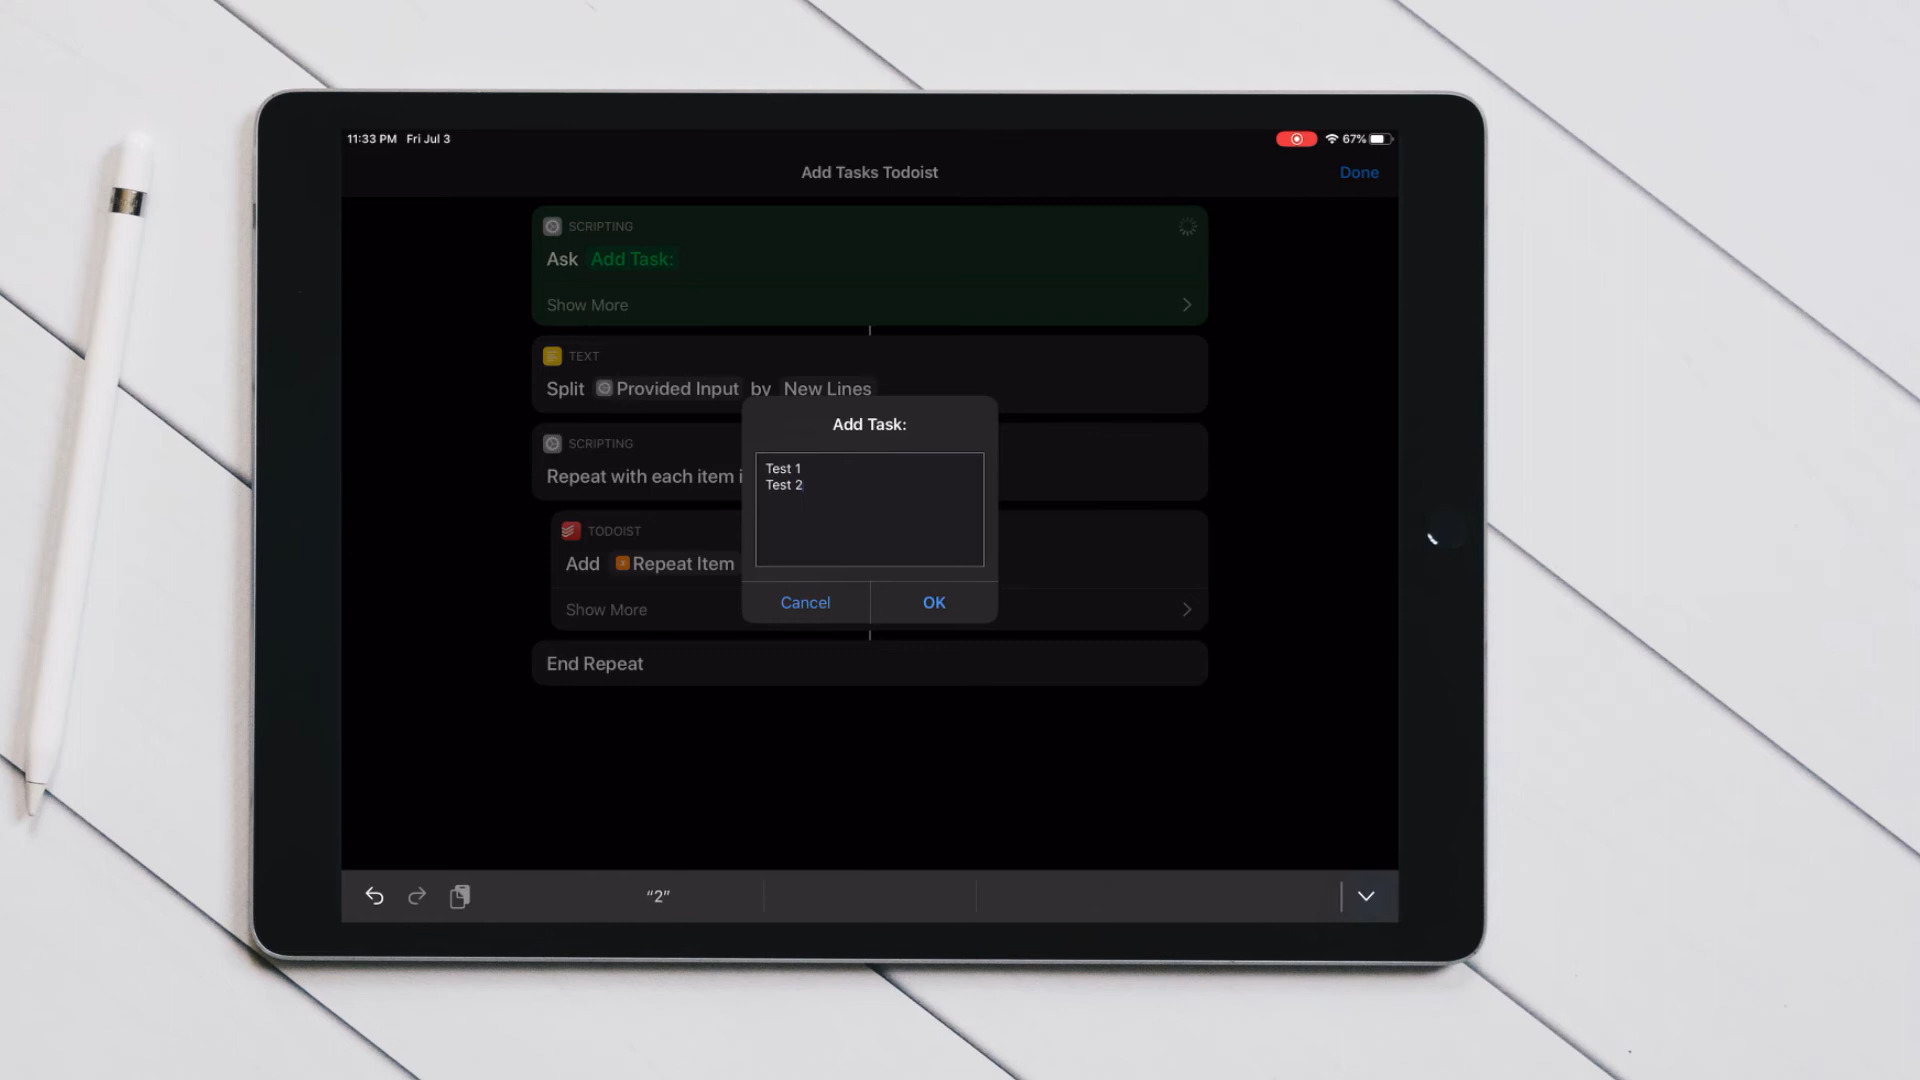 11:33 PM Fri Jul 3
67%
Add Tasks Todoist
Done
SCRIPTING
Ask Add Task:
Show More
TEXT
Split Provided Input by New Lines
SCRIPTING
Repeat with each item i
TODOIST
Add Repeat Item
Show More
End Repeat
Add Task:
Test 1
Test 2
Cancel
OK
“2”